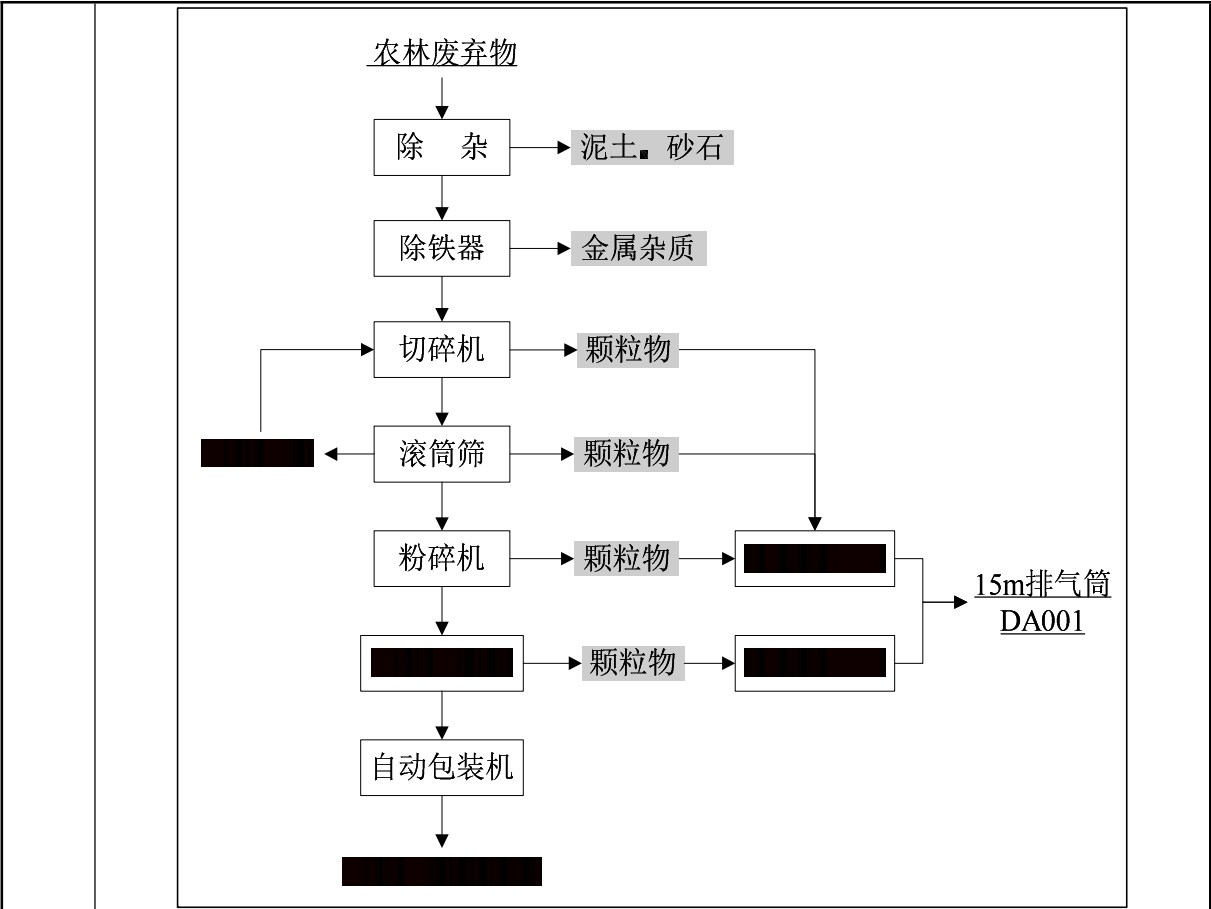 农林废弃物
除 杂
泥土 砂石
除铁器
金属杂质
切碎机
颗粒物
滚筒筛
颗粒物
粉碎机
颗粒物
15m排气筒
DA001
颗粒物
自动包装机